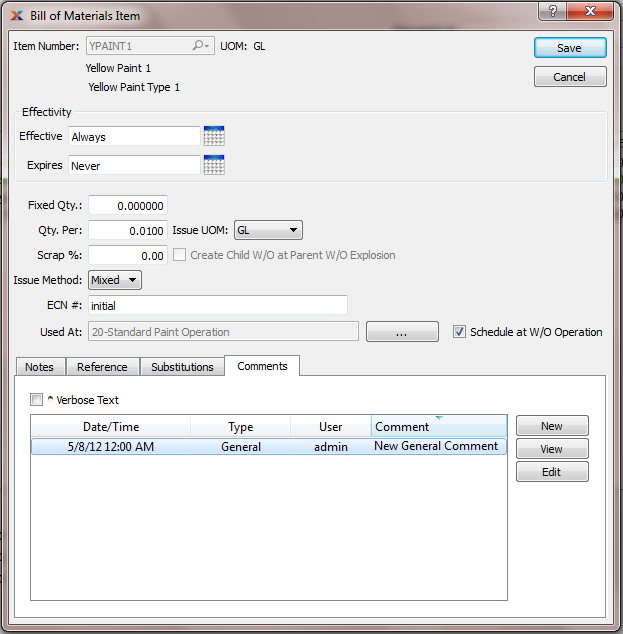 Bill of Materials Item
Item Number: YPAINT1 UOM: GL Save
Yellow Paint 1 Cancel
Yellow Paint Type 1
Effectivity
Effective Always
Expires Never
Fixed Qty.: 0.000000
Qty. Per: 0.0100 Issue UOM: GL
Scrap %: 0.00 Create Child W/O at Parent W/O Explosion
Issue Method: Mixed
ECN #: initial
Used At: 20-Standard Paint Operation ... Schedule at W/O Operation
Notes Reference Substitutions Comments
^ Verbose Text
Date/Time Type User Comment New
5/8/12 12:00 AM General admin New General Comment View
Edit